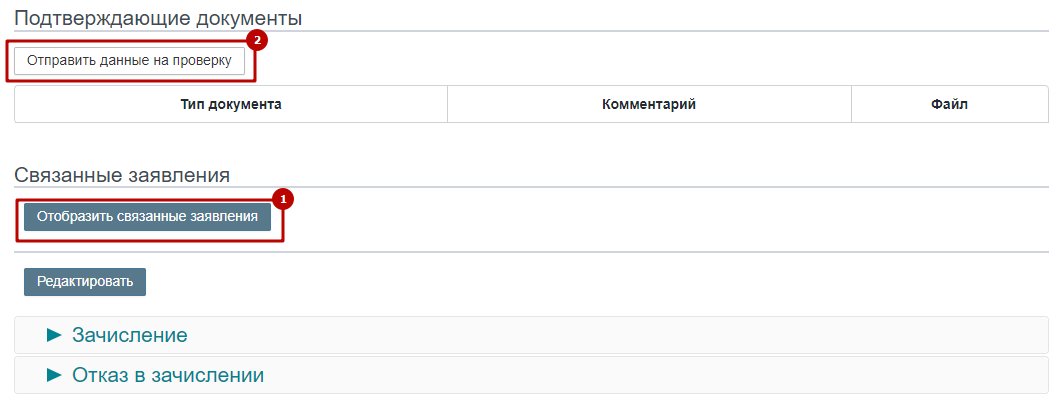 Подтверждающие документы
2
Отправить данные на проверку
Тип документа Комментарий Файл
Связанные заявления
1
Отобразить связанные заявления
Редактировать
Зачисление
Отказ в зачислении